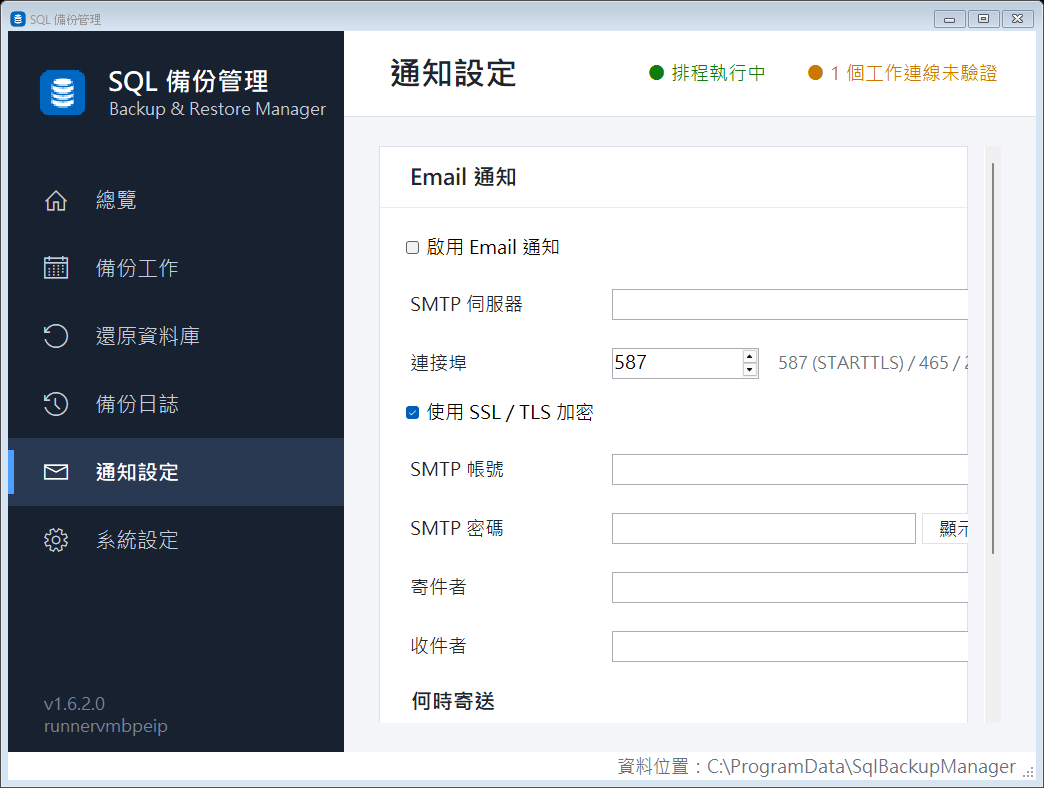 SQL 備份管理
SQL 備份管理
Backup & Restore Manager
總覽
備份工作
還原資料庫
備份日誌
通知設定
系統設定
v1.6.2.0
runnervmbpeip
通知設定
排程執行中
1 個工作連線未驗證
Email 通知
啟用 Email 通知
SMTP 伺服器
連接埠
587
587 (STARTTLS) / 465 / 2
使用 SSL / TLS 加密
SMTP 帳號
SMTP 密碼
顯示
寄件者
收件者
何時寄送
資料位置：C:\ProgramData\SqlBackupManager